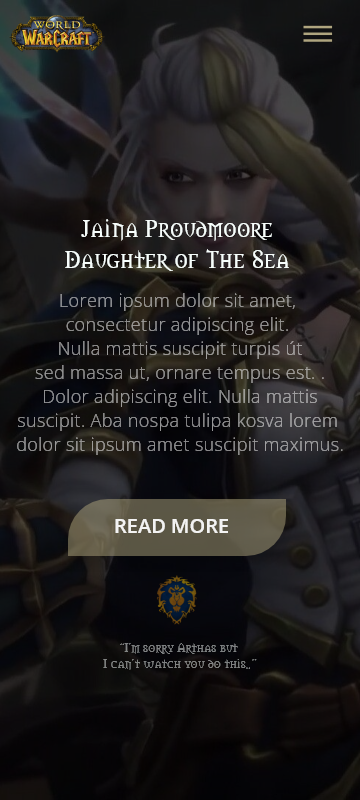 WORLD
OF
WARCRAFT
Jaina Proudmoore
Daughter of The Sea
Lorem ipsum dolor sit amet,
consectetur adipiscing elit.
Nulla mattis suscipit turpis út
sed massa ut, ornare tempus est. .
Dolor adipiscing elit. Nulla mattis
suscipit. Aba nospa tulipa kosva lorem
dolor sit ipsum amet suscipit maximus.
READ MORE
"I'm sorry Arthas but
I can't watch you do this.."